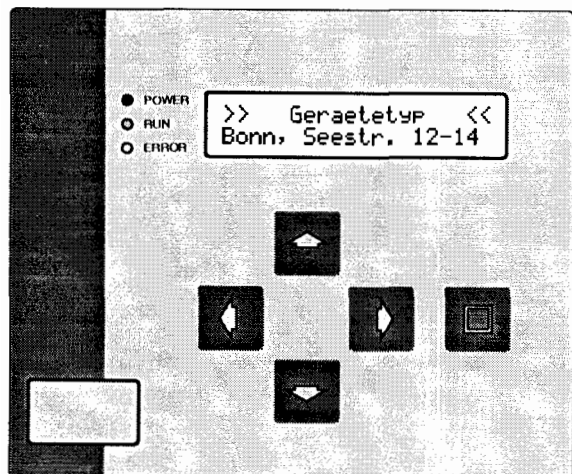 POWER
RUN
ERROR
>> Geraetetyp <<
Bonn, Seestr. 12-14